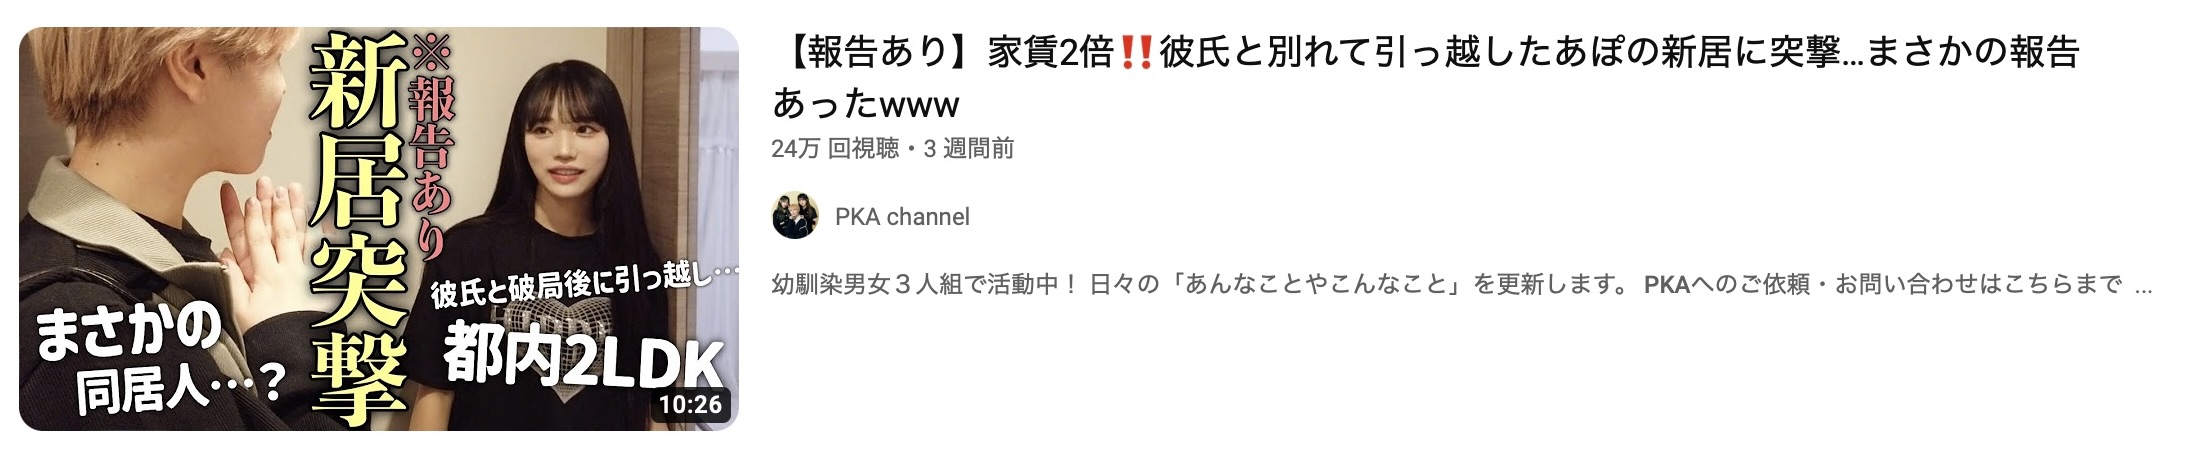 ※報告あり
新居突撃
彼氏と破局後に引っ越し…
都内2LDK
まさかの
同居人…？
10:26
【報告あり】家賃2倍‼️彼氏と別れて引っ越したあぽの新居に突撃...まさかの報告
あったwww
24万 回視聴・3 週間前
PKA channel
幼馴染男女３人組で活動中！ 日々の「あんなことやこんなこと」を更新します。 PKAへのご依頼・お問い合わせはこちらまで ...